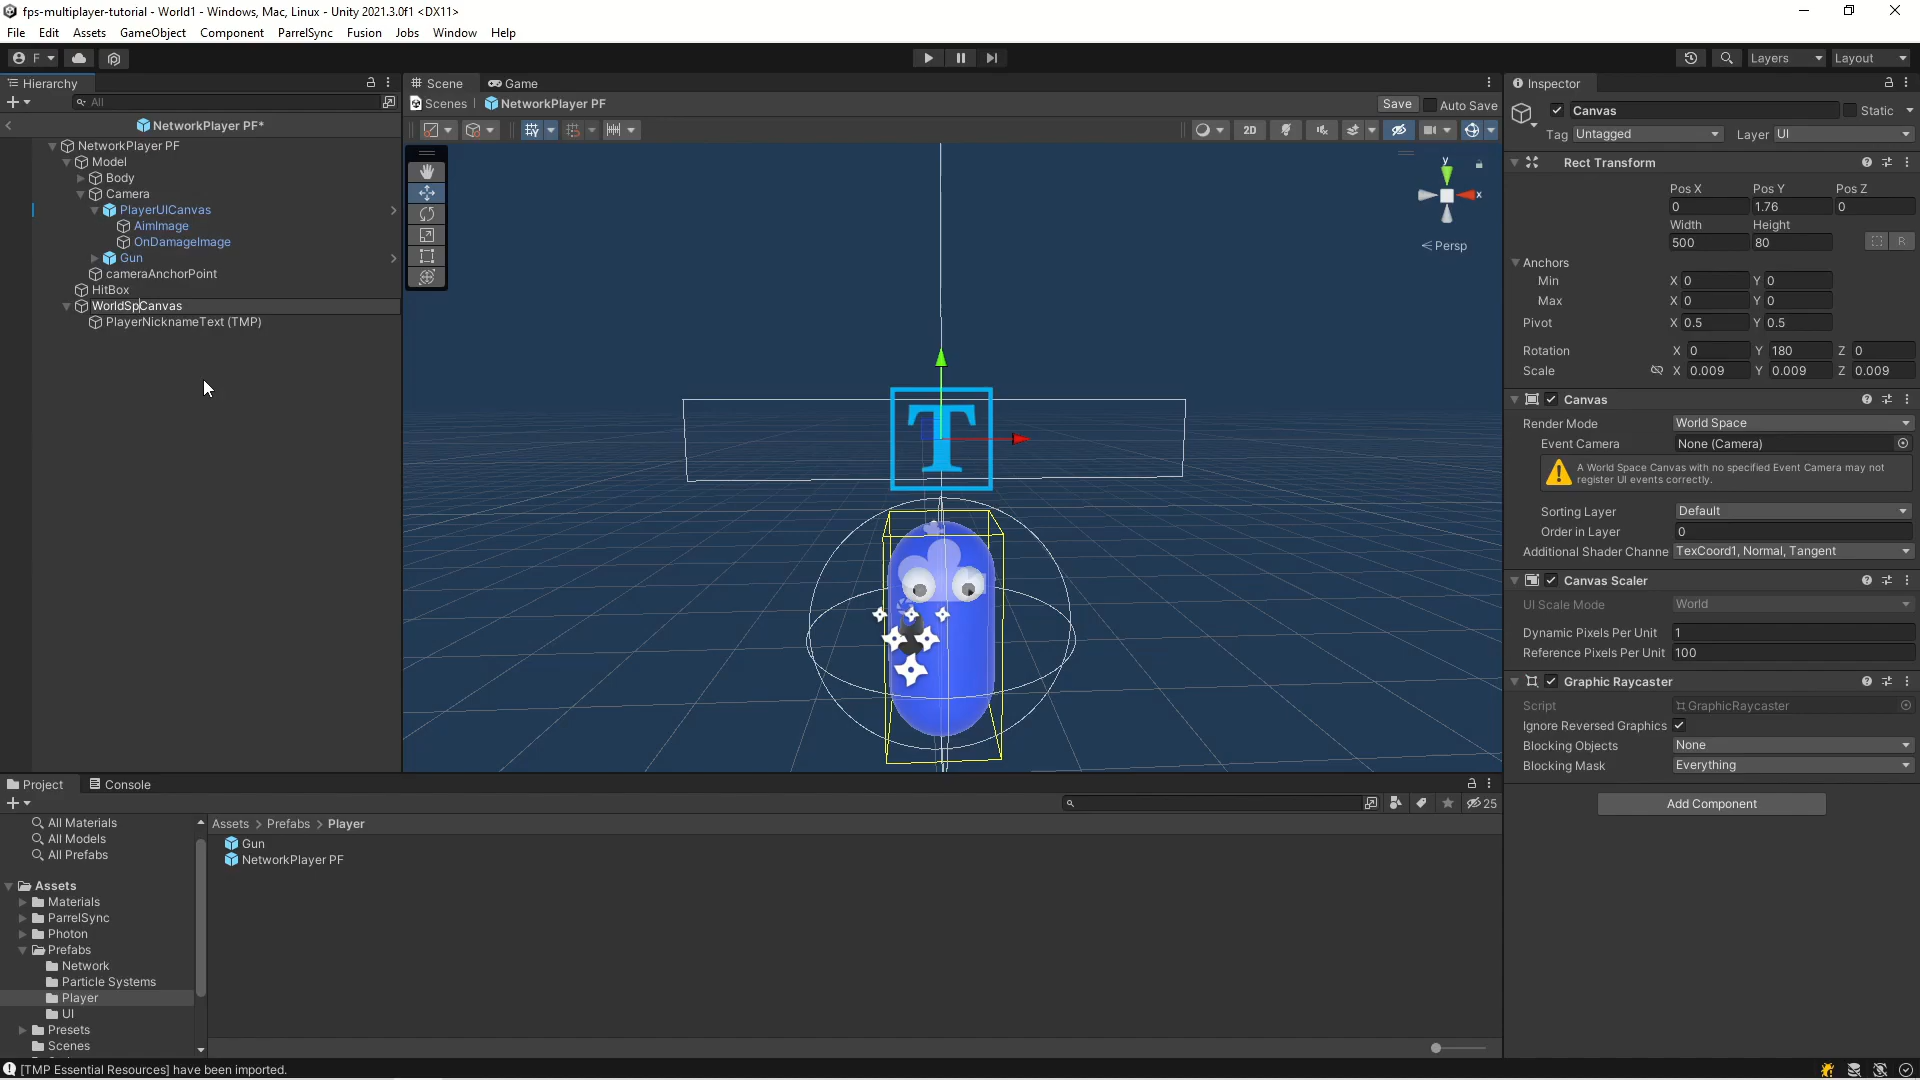 fps-multiplayer-tutorial - World1 - Windows, Mac, Linux - Unity 2021.3.0f1 <DX11>
File Edit Assets GameObject Component ParrelSync Fusion Jobs Window Help
F Layers Layout
Hierarchy
All
NetworkPlayer PF*
NetworkPlayer PF
Model
Body
Camera
PlayerUICanvas
AimImage
OnDamageImage
Gun
cameraAnchorPoint
HitBox
WorldSpCanvas
PlayerNicknameText (TMP)
Scene Game
Scenes NetworkPlayer PF Save Auto Save
2D
y
x
Persp
T
Inspector
Canvas Static
Tag Untagged Layer UI
Rect Transform
Pos X Pos Y Pos Z
0 1.76 0
Width Height
500 80 R
Anchors
Min X 0 Y 0
Max X 0 Y 0
Pivot X 0.5 Y 0.5
Rotation X 0 Y 180 Z 0
Scale X 0.009 Y 0.009 Z 0.009
Canvas
Render Mode World Space
Event Camera None (Camera)
A World Space Canvas with no specified Event Camera may not
register UI events correctly.
Sorting Layer Default
Order in Layer 0
Additional Shader Channe TexCoord1, Normal, Tangent
Canvas Scaler
UI Scale Mode World
Dynamic Pixels Per Unit 1
Reference Pixels Per Unit 100
Graphic Raycaster
Script GraphicRaycaster
Ignore Reversed Graphics
Blocking Objects None
Blocking Mask Everything
Add Component
Project Console
25
All Materials
All Models
All Prefabs
Assets
Materials
ParrelSync
Photon
Prefabs
Network
Particle Systems
Player
UI
Presets
Scenes
Assets > Prefabs > Player
Gun
NetworkPlayer PF
[TMP Essential Resources] have been imported.